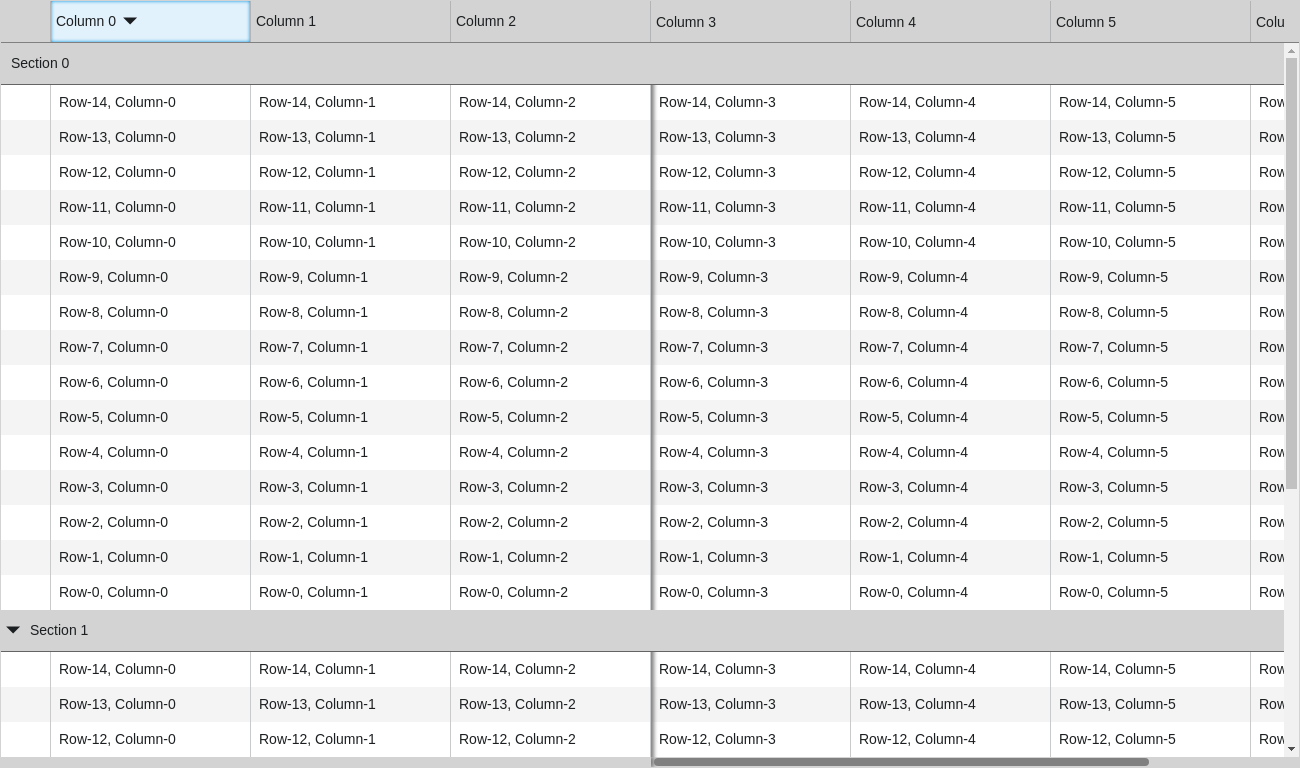 Column 0 Column 1 Column 2 Column 3 Column 4 Column 5 Colu
Section 0
Row-14, Column-0 Row-14, Column-1 Row-14, Column-2 Row-14, Column-3 Row-14, Column-4 Row-14, Column-5 Row
Row-13, Column-0 Row-13, Column-1 Row-13, Column-2 Row-13, Column-3 Row-13, Column-4 Row-13, Column-5 Row
Row-12, Column-0 Row-12, Column-1 Row-12, Column-2 Row-12, Column-3 Row-12, Column-4 Row-12, Column-5 Row
Row-11, Column-0 Row-11, Column-1 Row-11, Column-2 Row-11, Column-3 Row-11, Column-4 Row-11, Column-5 Row
Row-10, Column-0 Row-10, Column-1 Row-10, Column-2 Row-10, Column-3 Row-10, Column-4 Row-10, Column-5 Row
Row-9, Column-0 Row-9, Column-1 Row-9, Column-2 Row-9, Column-3 Row-9, Column-4 Row-9, Column-5 Row
Row-8, Column-0 Row-8, Column-1 Row-8, Column-2 Row-8, Column-3 Row-8, Column-4 Row-8, Column-5 Row
Row-7, Column-0 Row-7, Column-1 Row-7, Column-2 Row-7, Column-3 Row-7, Column-4 Row-7, Column-5 Row
Row-6, Column-0 Row-6, Column-1 Row-6, Column-2 Row-6, Column-3 Row-6, Column-4 Row-6, Column-5 Row
Row-5, Column-0 Row-5, Column-1 Row-5, Column-2 Row-5, Column-3 Row-5, Column-4 Row-5, Column-5 Row
Row-4, Column-0 Row-4, Column-1 Row-4, Column-2 Row-4, Column-3 Row-4, Column-4 Row-4, Column-5 Row
Row-3, Column-0 Row-3, Column-1 Row-3, Column-2 Row-3, Column-3 Row-3, Column-4 Row-3, Column-5 Row
Row-2, Column-0 Row-2, Column-1 Row-2, Column-2 Row-2, Column-3 Row-2, Column-4 Row-2, Column-5 Row
Row-1, Column-0 Row-1, Column-1 Row-1, Column-2 Row-1, Column-3 Row-1, Column-4 Row-1, Column-5 Row
Row-0, Column-0 Row-0, Column-1 Row-0, Column-2 Row-0, Column-3 Row-0, Column-4 Row-0, Column-5 Row
Section 1
Row-14, Column-0 Row-14, Column-1 Row-14, Column-2 Row-14, Column-3 Row-14, Column-4 Row-14, Column-5 Row
Row-13, Column-0 Row-13, Column-1 Row-13, Column-2 Row-13, Column-3 Row-13, Column-4 Row-13, Column-5 Row
Row-12, Column-0 Row-12, Column-1 Row-12, Column-2 Row-12, Column-3 Row-12, Column-4 Row-12, Column-5 Row